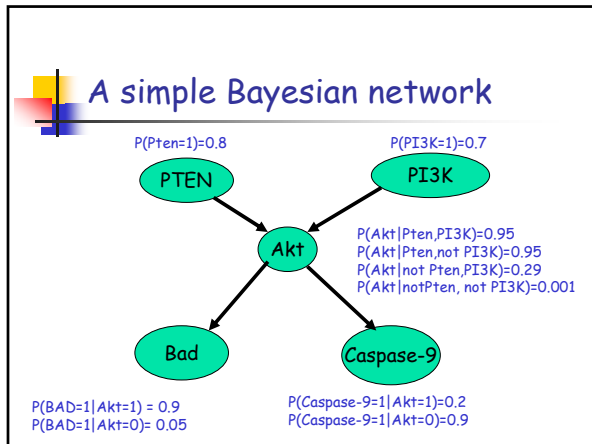 A simple Bayesian network
P(Pten=1)=0.8
P(PI3K=1)=0.7
PTEN
PI3K
Akt
P(Akt|Pten,PI3K)=0.95
P(Akt|Pten,not PI3K)=0.95
P(Akt|not Pten,PI3K)=0.29
P(Akt|notPten, not PI3K)=0.001
Bad
Caspase-9
P(BAD=1|Akt=1) = 0.9
P(BAD=1|Akt=0)= 0.05
P(Caspase-9=1|Akt=1)=0.2
P(Caspase-9=1|Akt=0)=0.9